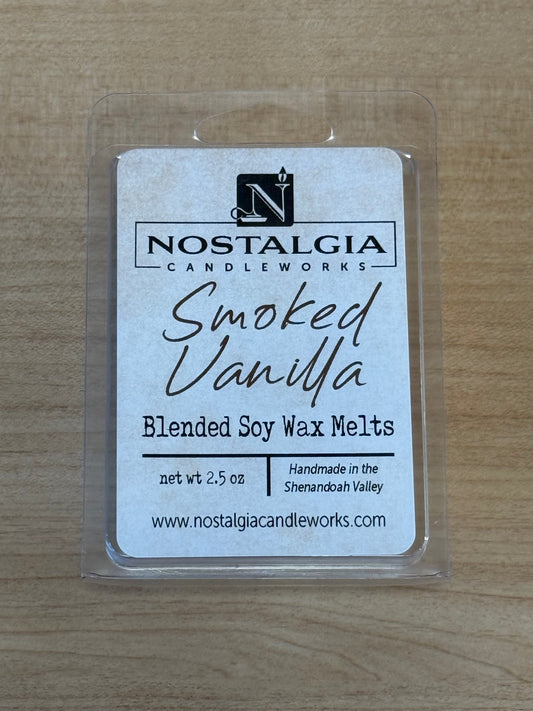 N
NOSTALGIA
CANDLEWORKS
Smoked
Vanilla
Blended Soy Wax Melts
net wt 2.5 oz
Handmade in the
Shenandoah Valley
www.nostalgiacandleworks.com